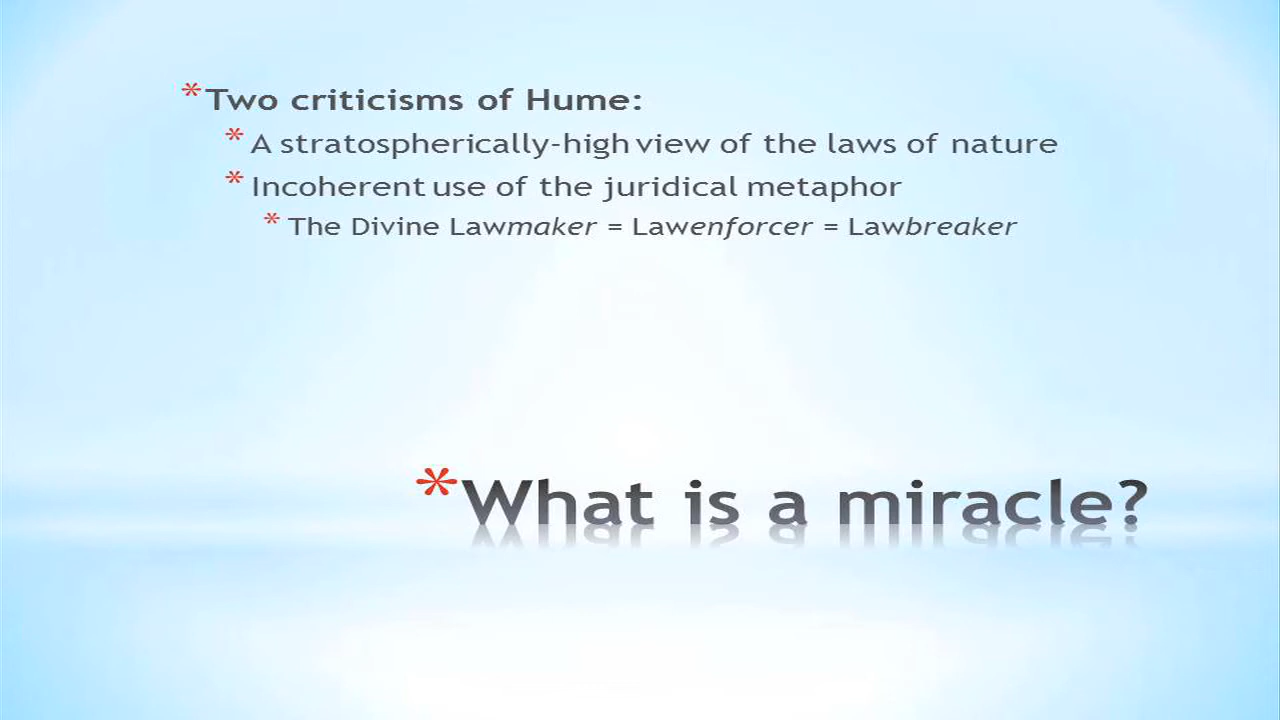 * Two criticisms of Hume:
* A stratospherically-high view of the laws of nature
* Incoherent use of the juridical metaphor
* The Divine Lawmaker = Lawenforcer = Lawbreaker
* What is a miracle?